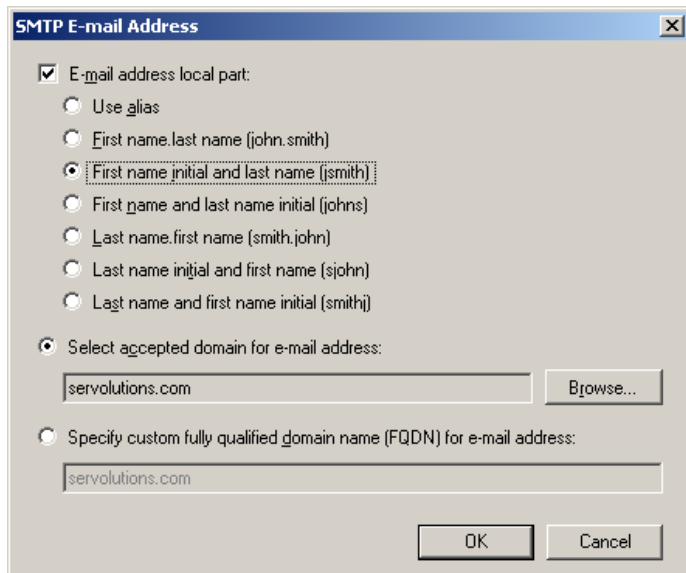 SMTP E-mail Address
E-mail address local part:
Use alias
First name.last name (john.smith)
First name initial and last name (jsmith)
First name and last name initial (johns)
Last name.first name (smith.john)
Last name initial and first name (sjohn)
Last name and first name initial (smithj)
Select accepted domain for e-mail address:
servolutions.com
Browse...
Specify custom fully qualified domain name (FQDN) for e-mail address:
servolutions.com
OK
Cancel